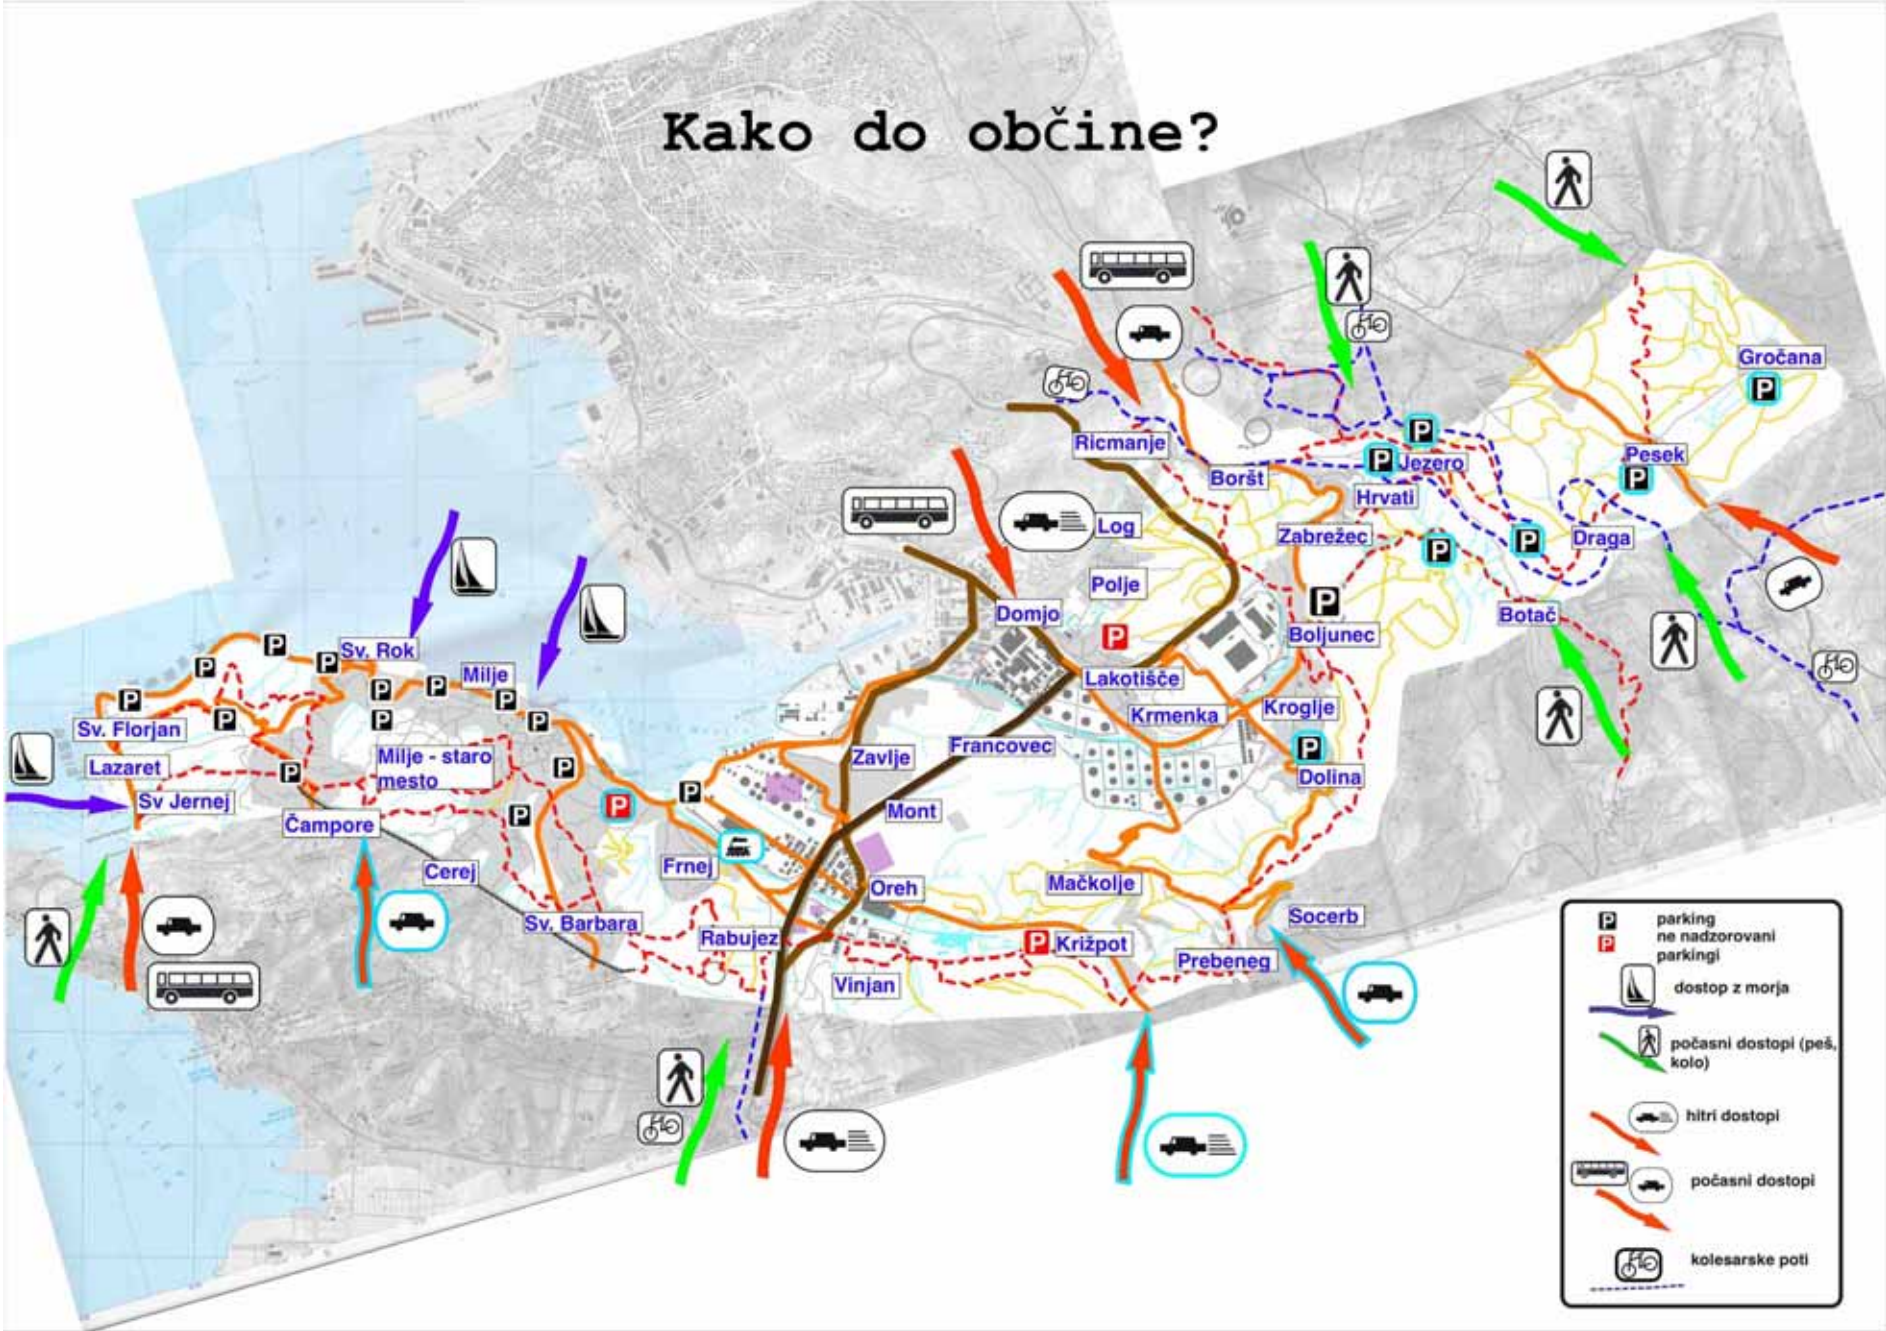 Kako do občine?
Gročana
Ricmanje
Pesek
Jezero
Boršt
Hrvati
Log
Zabrežec
Draga
Polje
Domjo
Botač
Boljunec
Sv. Rok
Milje
Lakotišče
Krmenka
Kroglje
Sv. Florjan
Francovec
Zavlje
Milje - staro
mesto
Lazaret
Dolina
Sv Jernej
Mont
Čampore
Cerej
Frnej
Oreh
Mačkolje
Sv. Barbara
Socerb
Rabujez
Križpot
Prebeneg
Vinjan
P parking
P ne nadzorovani
parkingi
dostop z morja
počasni dostopi (peš,
kolo)
hitri dostopi
počasni dostopi
kolesarske poti